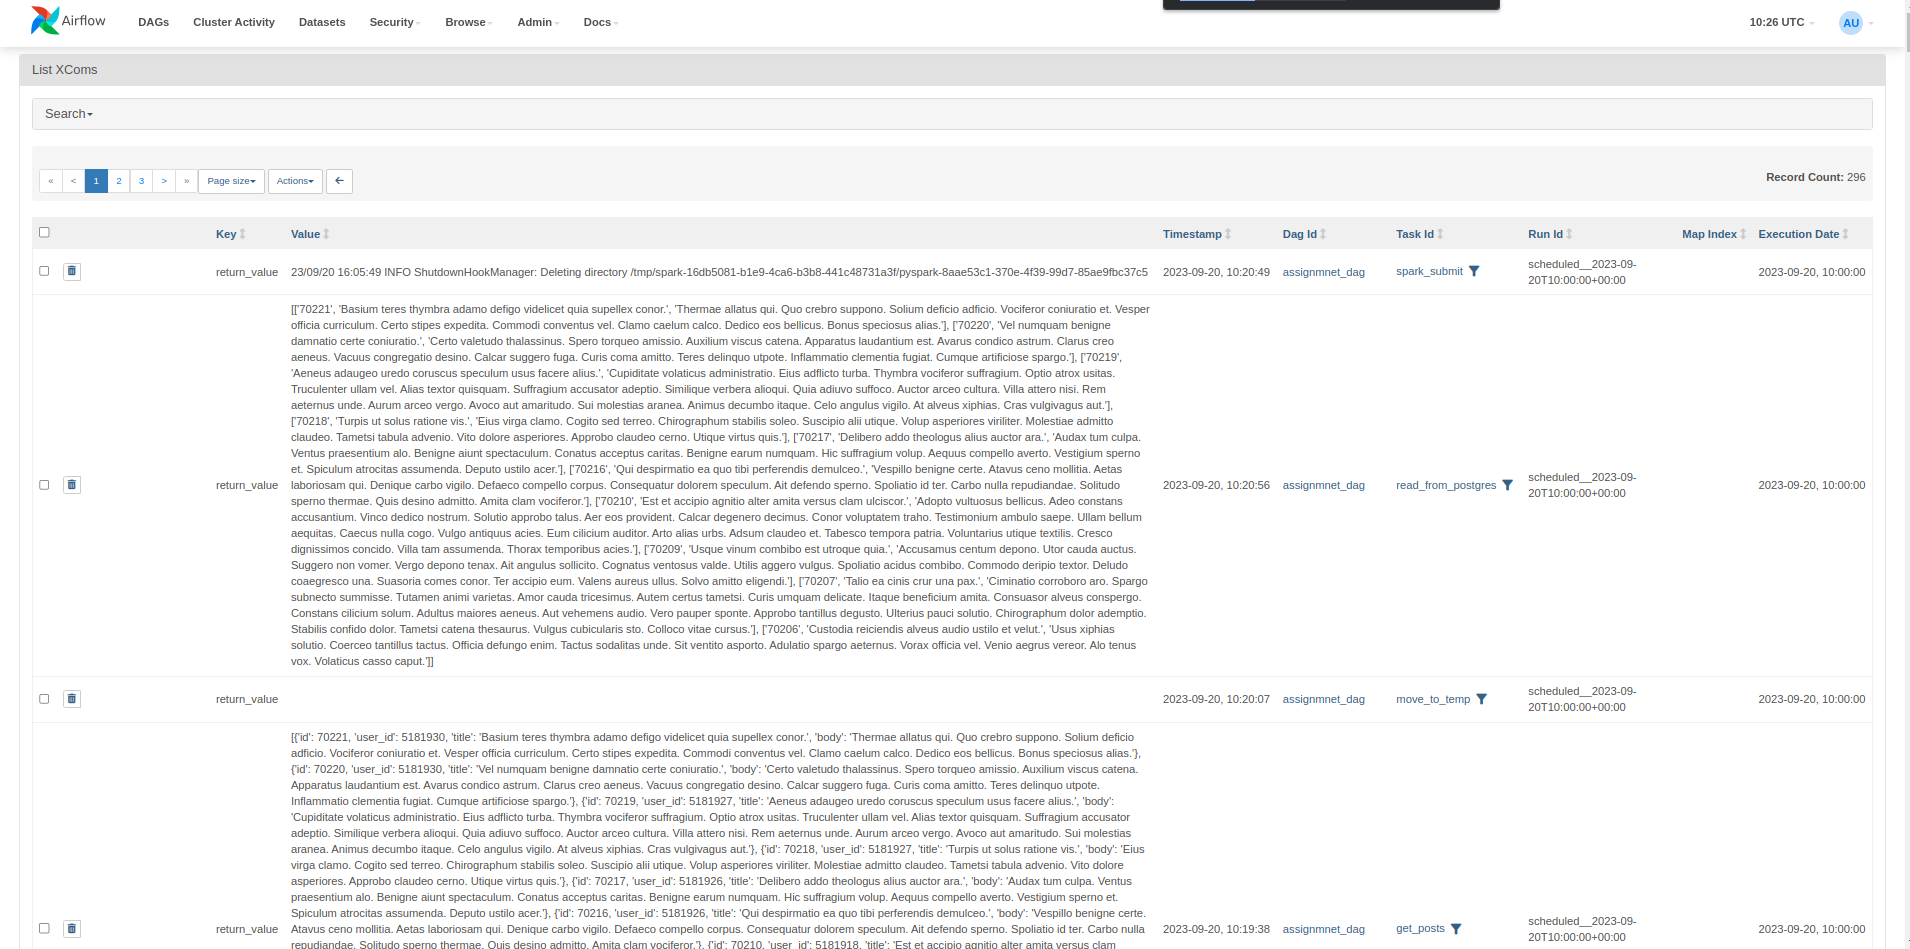 Airflow DAGs Cluster Activity Datasets Security Browse Admin Docs 10:26 UTC AU
List XComs
Search
« < 1 2 3 > » Page size Actions Record Count: 296
Key Value Timestamp Dag Id Task Id Run Id Map Index Execution Date
return_value 23/09/20 16:05:49 INFO ShutdownHookManager: Deleting directory /tmp/spark-16db5081-b1e9-4ca6-b3b8-441c48731a3f/pyspark-8aae53c1-370e-4f39-99d7-85ae9fbc37c5 2023-09-20, 10:20:49 assignmnet_dag spark_submit scheduled__2023-09-
20T10:00:00+00:00 2023-09-20, 10:00:00
[['70221', 'Basium teres thymbra adamo defigo videlicet quia supellex conor.', 'Thermae allatus qui. Quo crebro suppono. Solium deficio adficio. Vociferor coniuratio et. Vesper
officia curriculum. Certo stipes expedita. Commodi conventus vel. Clamo caelum calco. Dedico eos bellicus. Bonus speciosus alias.'], ['70220', 'Vel numquam benigne
damnatio certe coniuratio.', 'Certo valetudo thalassinus. Spero torqueo amissio. Auxilium viscus catena. Apparatus laudantium est. Avarus condico astrum. Clarus creo
aeneus. Vacuus congregatio desino. Calcar suggero fuga. Curis coma amitto. Teres delinquo utpote. Inflammatio clementia fugiat. Cumque artificiose spargo.'], ['70219',
'Aeneus adaugeo uredo coruscus speculum usus facere alius.', 'Cupiditate volaticus administratio. Eius adflicto turba. Thymbra vociferor suffragium. Optio atrox usitas.
Truculenter ullam vel. Alias textor quisquam. Suffragium accusator adeptio. Similique verbera alioqui. Quia adiuvo suffoco. Auctor arceo cultura. Villa attero nisi. Rem
aeternus unde. Aurum arceo vergo. Avoco aut amaritudo. Sui molestias aranea. Animus decumbo itaque. Celo angulus vigilo. At alveus xiphias. Cras vulgivagus aut.'],
['70218', 'Turpis ut solus ratione vis.', 'Eius virga clamo. Cogito sed terreo. Chirographum stabilis soleo. Suscipio alii utique. Volup asperiores viriliter. Molestiae admitto
claudeo. Tametsi tabula advenio. Vito dolore asperiores. Approbo claudeo cerno. Utique virtus quis.'], ['70217', 'Delibero addo theologus alius auctor ara.', 'Audax tum culpa.
Ventus praesentium alo. Benigne aiunt spectaculum. Conatus acceptus caritas. Benigne earum numquam. Hic suffragium volup. Aequus compello averto. Vestigium sperno
et. Spiculum atrocitas assumenda. Deputo ustilo acer.'], ['70216', 'Qui despirmatio ea quo tibi perferendis demulceo.', 'Vespillo benigne certe. Atavus ceno mollitia. Aetas
laboriosam qui. Denique carbo vigilo. Defaeco compello corpus. Consequatur dolorem speculum. Ait defendo sperno. Spoliatio id ter. Carbo nulla repudiandae. Solitudo
sperno thermae. Quis desino admitto. Amita clam vociferor.'], ['70210', 'Est et accipio agnitio alter amita versus clam ulciscor.', 'Adopto vultuosus bellicus. Adeo constans
accusantium. Vinco dedico nostrum. Solutio approbo talus. Aer eos provident. Calcar degenero decimus. Conor voluptatem traho. Testimonium ambulo saepe. Ullam bellum
aequitas. Caecus nulla cogo. Vulgo antiquus acies. Eum cilicium auditor. Arto alias urbs. Adsum claudeo et. Tabesco tempora patria. Voluntarius utique textilis. Cresco
dignissimos concido. Villa tam assumenda. Thorax temporibus acies.'], ['70209', 'Usque vinum combibo est utroque quia.', 'Accusamus centum depono. Utor cauda auctus.
Suggero non vomer. Vergo depono tenax. Ait angulus sollicito. Cognatus ventosus valde. Utilis aggero vulgus. Spoliatio acidus combibo. Commodo deripio textor. Deludo
coaegresco una. Suasoria comes conor. Ter accipio eum. Valens aureus ullus. Solvo amitto eligendi.'], ['70207', 'Talio ea cinis crur una pax.', 'Ciminatio corroboro aro. Spargo
subnecto summisse. Tutamen animi varietas. Amor cauda tricesimus. Autem certus tametsi. Curis umquam delicate. Itaque beneficium amita. Consuasor alveus conspergo.
Constans cilicium solum. Adultus maiores aeneus. Aut vehemens audio. Vero pauper sponte. Approbo tantillus degusto. Ulterius pauci solutio. Chirographum dolor ademptio.
Stabilis confido dolor. Tametsi catena thesaurus. Vulgus cubicularis sto. Colloco vitae cursus.'], ['70206', 'Custodia reiciendis alveus audio ustilo et velut.', 'Usus xiphias
solutio. Coerceo tantillus tactus. Officia defungo enim. Tactus sodalitas unde. Sit ventito asporto. Adulatio spargo aeternus. Vorax officia vel. Venio aegrus vereor. Alo tenus
vox. Volaticus casso caput.']]
return_value 2023-09-20, 10:20:56 assignmnet_dag read_from_postgres scheduled__2023-09-
20T10:00:00+00:00 2023-09-20, 10:00:00
return_value 2023-09-20, 10:20:07 assignmnet_dag move_to_temp scheduled__2023-09-
20T10:00:00+00:00 2023-09-20, 10:00:00
[{'id': 70221, 'user_id': 5181930, 'title': 'Basium teres thymbra adamo defigo videlicet quia supellex conor.', 'body': 'Thermae allatus qui. Quo crebro suppono. Solium deficio
adficio. Vociferor coniuratio et. Vesper officia curriculum. Certo stipes expedita. Commodi conventus vel. Clamo caelum calco. Dedico eos bellicus. Bonus speciosus alias.'},
{'id': 70220, 'user_id': 5181930, 'title': 'Vel numquam benigne damnatio certe coniuratio.', 'body': 'Certo valetudo thalassinus. Spero torqueo amissio. Auxilium viscus catena.
Apparatus laudantium est. Avarus condico astrum. Clarus creo aeneus. Vacuus congregatio desino. Calcar suggero fuga. Curis coma amitto. Teres delinquo utpote.
Inflammatio clementia fugiat. Cumque artificiose spargo.'}, {'id': 70219, 'user_id': 5181927, 'title': 'Aeneus adaugeo uredo coruscus speculum usus facere alius.', 'body':
'Cupiditate volaticus administratio. Eius adflicto turba. Thymbra vociferor suffragium. Optio atrox usitas. Truculenter ullam vel. Alias textor quisquam. Suffragium accusator
adeptio. Similique verbera alioqui. Quia adiuvo suffoco. Auctor arceo cultura. Villa attero nisi. Rem aeternus unde. Aurum arceo vergo. Avoco aut amaritudo. Sui molestias
aranea. Animus decumbo itaque. Celo angulus vigilo. At alveus xiphias. Cras vulgivagus aut.'}, {'id': 70218, 'user_id': 5181927, 'title': 'Turpis ut solus ratione vis.', 'body': 'Eius
virga clamo. Cogito sed terreo. Chirographum stabilis soleo. Suscipio alii utique. Volup asperiores viriliter. Molestiae admitto claudeo. Tametsi tabula advenio. Vito dolore
asperiores. Approbo claudeo cerno. Utique virtus quis.'}, {'id': 70217, 'user_id': 5181926, 'title': 'Delibero addo theologus alius auctor ara.', 'body': 'Audax tum culpa. Ventus
praesentium alo. Benigne aiunt spectaculum. Conatus acceptus caritas. Benigne earum numquam. Hic suffragium volup. Aequus compello averto. Vestigium sperno et.
Spiculum atrocitas assumenda. Deputo ustilo acer.'}, {'id': 70216, 'user_id': 5181926, 'title': 'Qui despirmatio ea quo tibi perferendis demulceo.', 'body': 'Vespillo benigne certe.
Atavus ceno mollitia. Aetas laboriosam qui. Denique carbo vigilo. Defaeco compello corpus. Consequatur dolorem speculum. Ait defendo sperno. Spoliatio id ter. Carbo nulla
repudiandae. Solitudo sperno thermae. Quis desino admitto. Amita clam vociferor.'}, {'id': 70210, 'user_id': 5181918, 'title': 'Est et accipio agnitio alter amita versus clam
return_value 2023-09-20, 10:19:38 assignmnet_dag get_posts scheduled__2023-09-
20T10:00:00+00:00 2023-09-20, 10:00:00